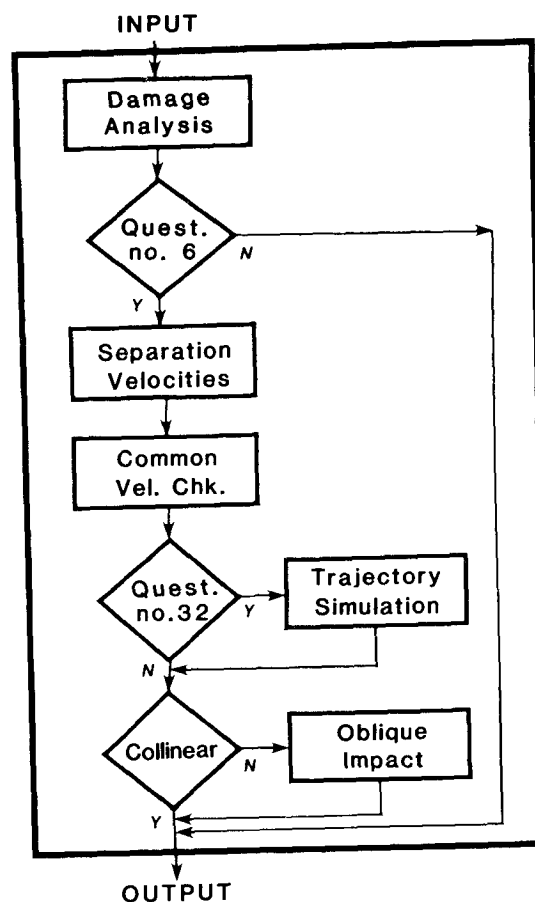 INPUT
Damage
Analysis
Quest.
no. 6
N
Y
Separation
Velocities
Common
Vel. Chk.
Quest.
no.32
Y
Trajectory
Simulation
N
Collinear
N
Oblique
Impact
Y
OUTPUT